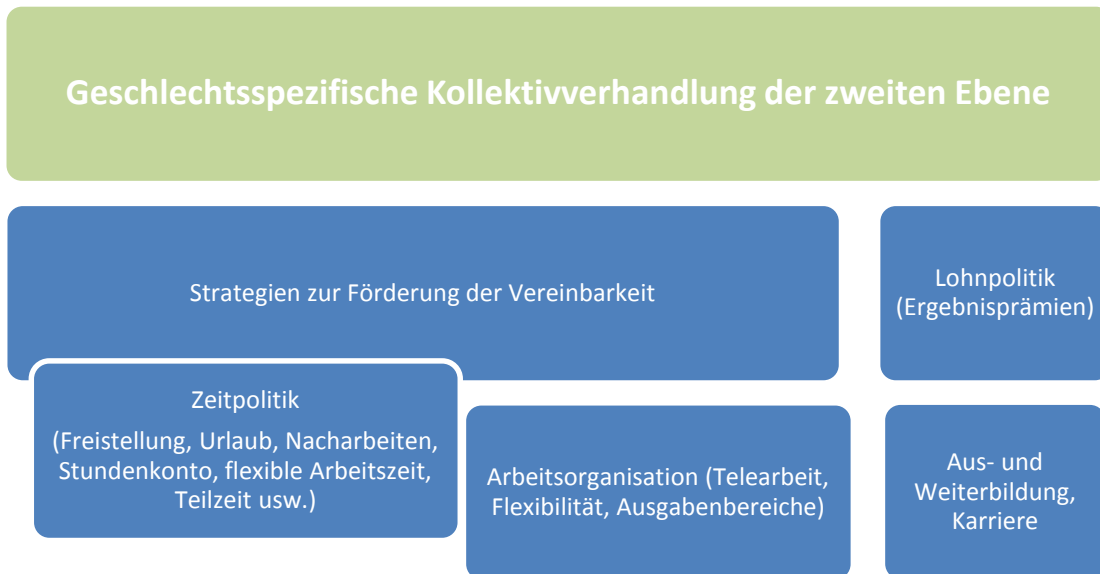 Geschlechtsspezifische Kollektivverhandlung der zweiten Ebene
Strategien zur Förderung der Vereinbarkeit
Lohnpolitik
(Ergebnisprämien)
Zeitpolitik
(Freistellung, Urlaub, Nacharbeiten,
Stundenkonto, flexible Arbeitszeit,
Teilzeit usw.)
Arbeitsorganisation (Telearbeit,
Flexibilität, Ausgabenbereiche)
Aus- und
Weiterbildung,
Karriere